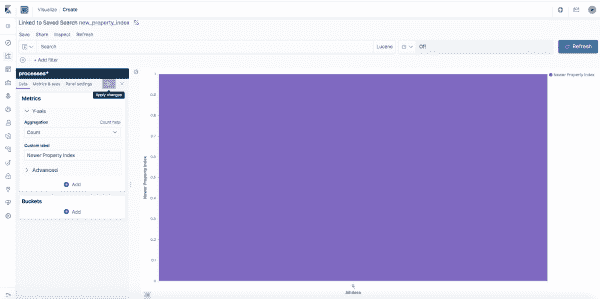 Visualize Create
Linked to Saved Search new_property_index
Save Share Inspect Refresh
Search
Lucene
Off
Refresh
+ Add filter
processes*
Data Metrics & axes Panel settings
Apply changes
Metrics
Y-axis
Aggregation
Count help
Count
Custom label
Newer Property Index
Advanced
Add
Buckets
Add
Newer Property Index
1
0.9
0.8
0.7
0.6
0.5
0.4
0.3
0.2
0.1
0
Newer Property Index